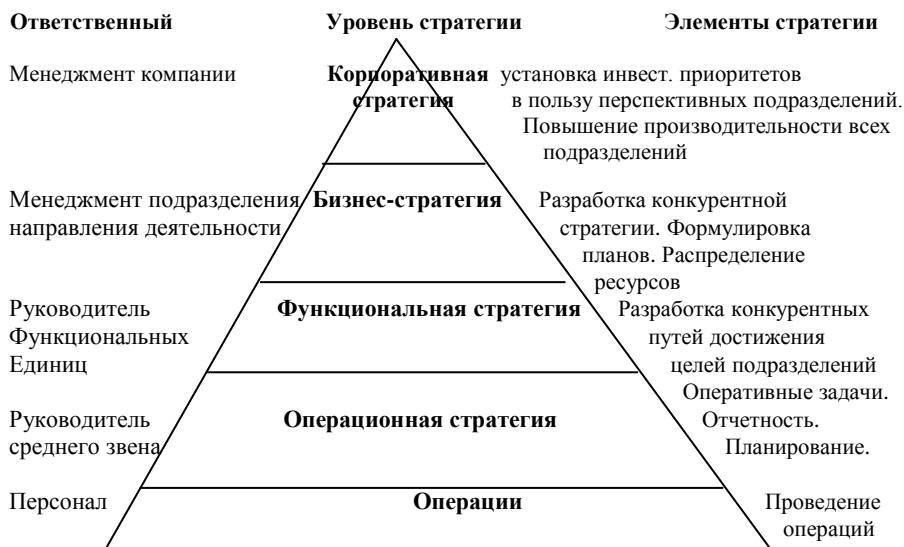 Ответственный Уровень стратегии Элементы стратегии
Менеджмент компании Корпоративная установка инвест. приоритетов
стратегия в пользу перспективных подразделений.
Повышение производительности всех
подразделений
Менеджмент подразделения Бизнес-стратегия Разработка конкурентной
направления деятельности стратегии. Формулировка
планов. Распределение
ресурсов
Руководитель Функциональная стратегия Разработка конкурентных
Функциональных путей достижения
Единиц целей подразделений
Оперативные задачи.
Руководитель Операционная стратегия Отчетность.
среднего звена Планирование.
Персонал Операции Проведение
операций